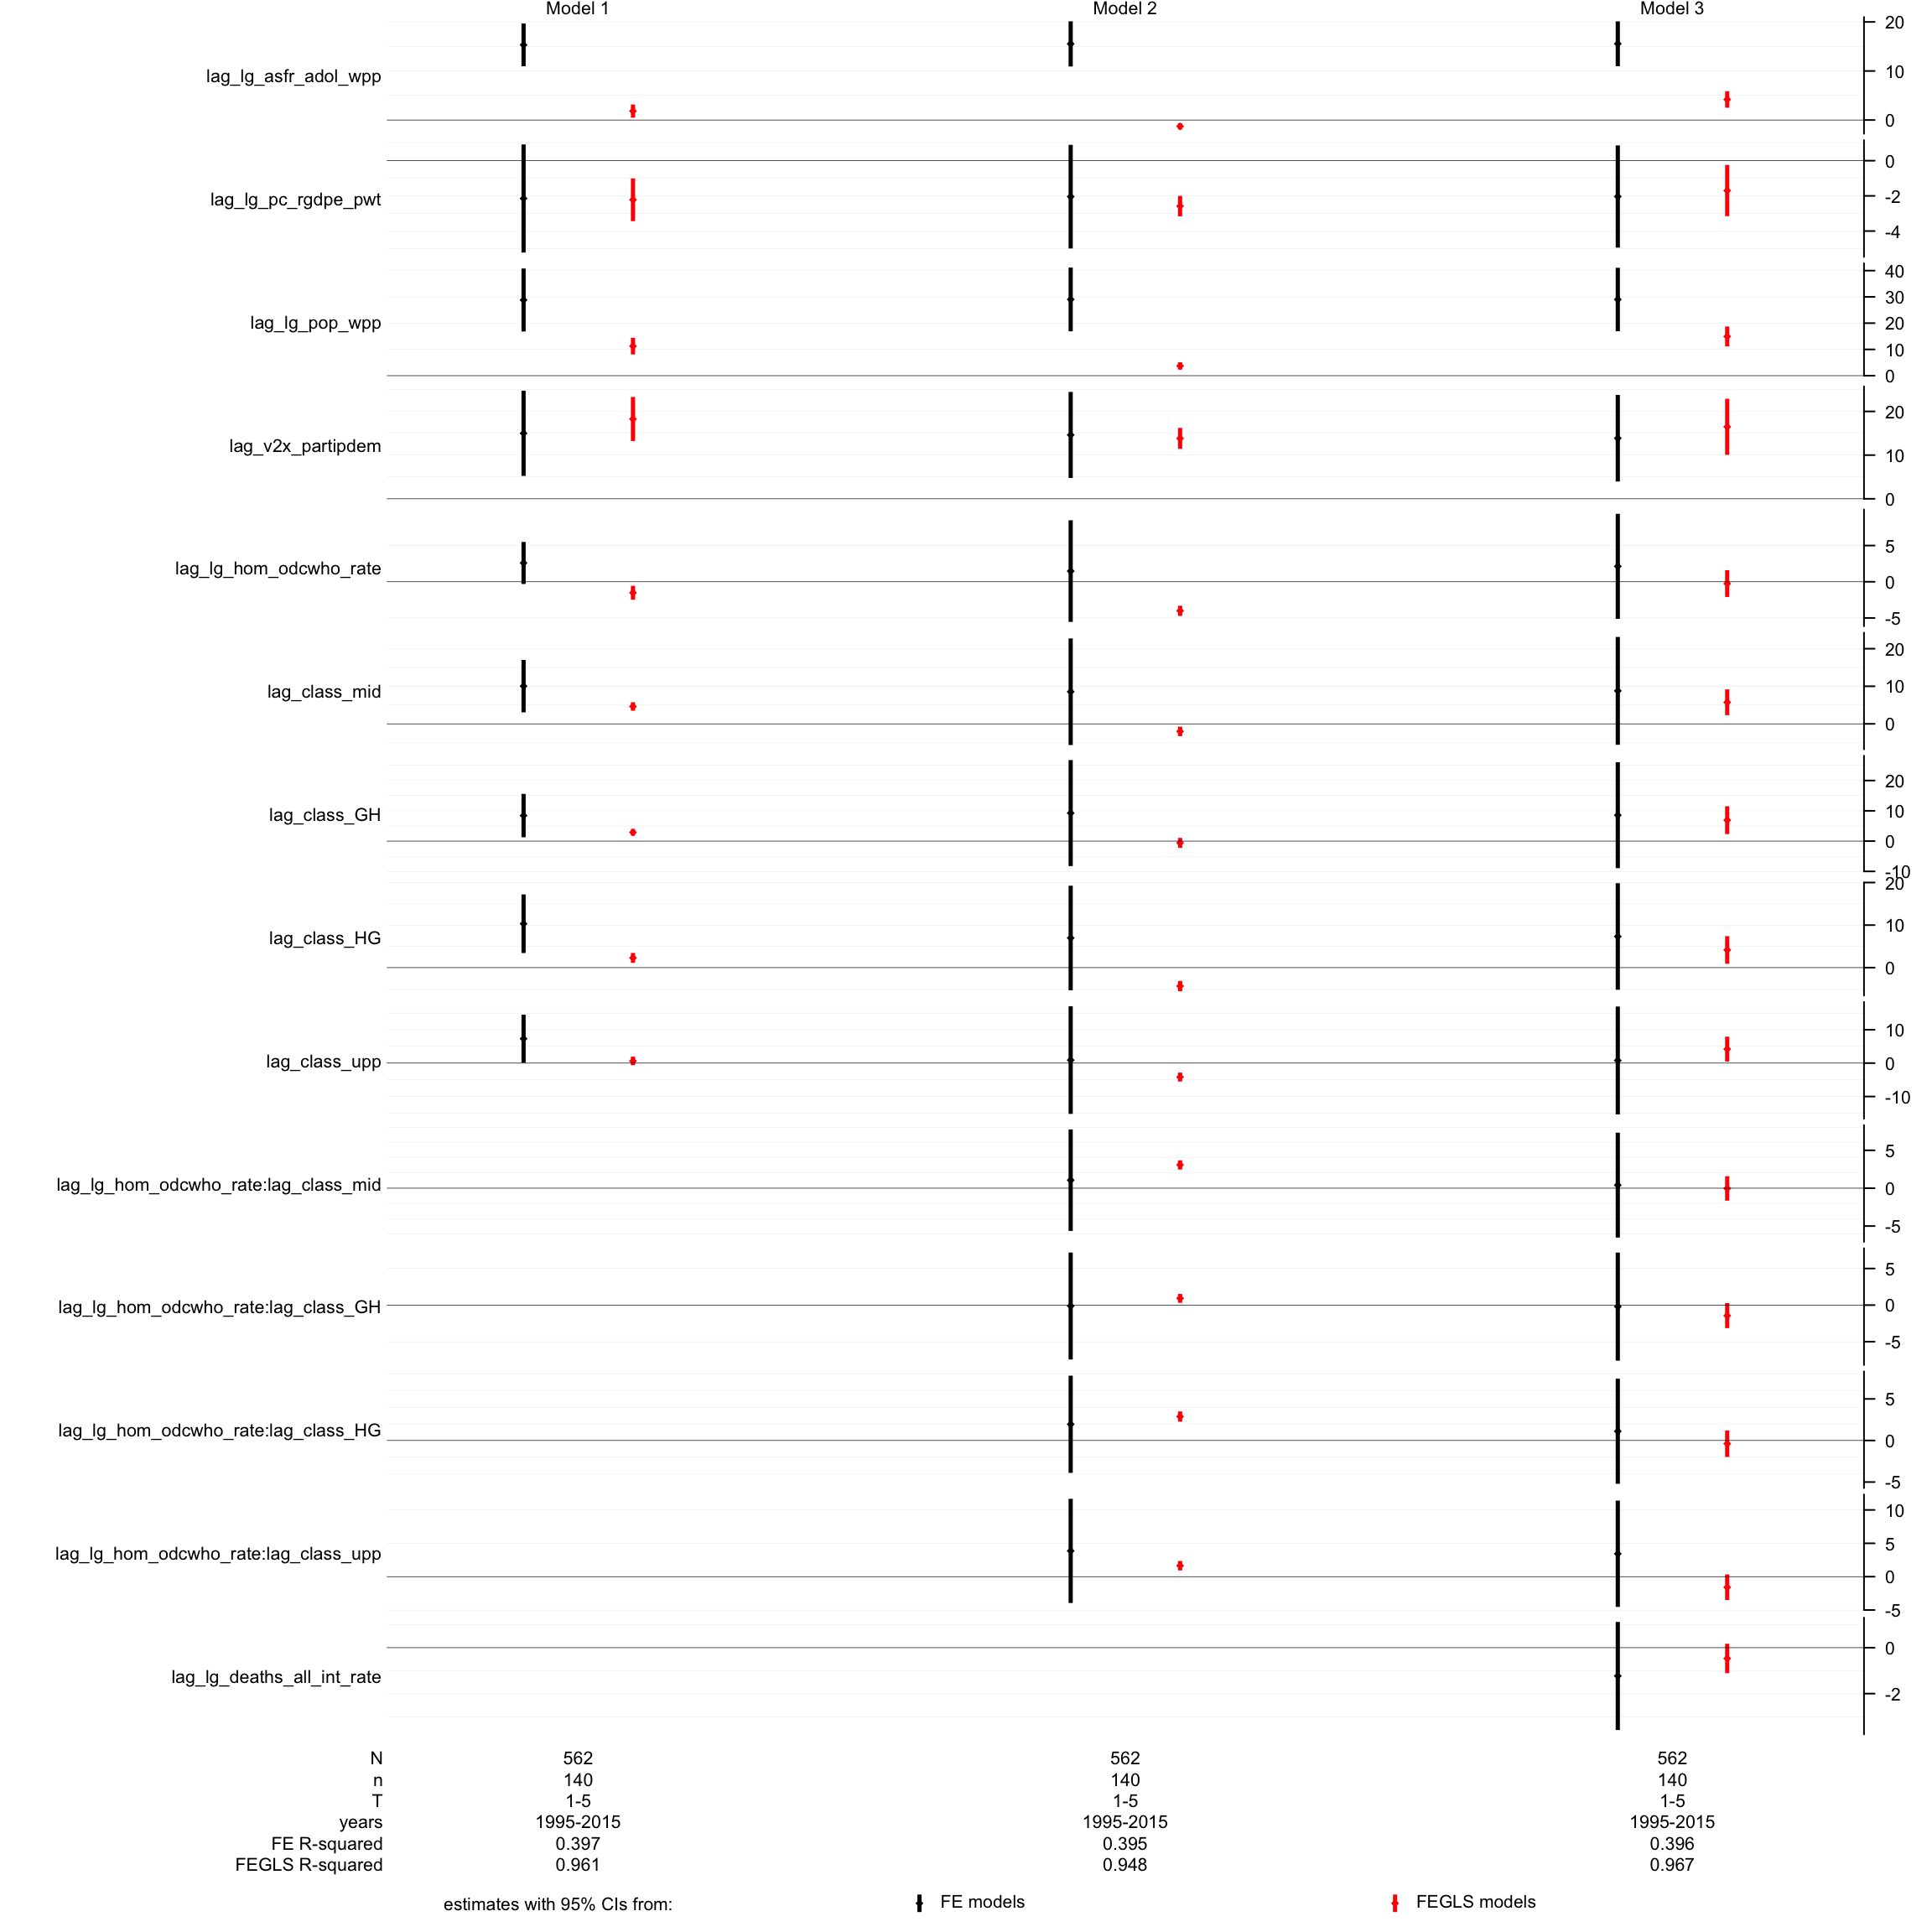 Model 1 Model 2 Model 3
lag_lg_asfr_adol_wpp 20 10 0
lag_lg_pc_rgdpe_pwt 0 -2 -4
lag_lg_pop_wpp 40 30 20 10 0
lag_v2x_partipdem 20 10 0
lag_lg_hom_odcwho_rate 5 0 -5
lag_class_mid 20 10 0
lag_class_GH 20 10 0 -10
lag_class_HG 20 10 0
lag_class_upp 10 0 -10
lag_lg_hom_odcwho_rate:lag_class_mid 5 0 -5
lag_lg_hom_odcwho_rate:lag_class_GH 5 0 -5
lag_lg_hom_odcwho_rate:lag_class_HG 5 0 -5
lag_lg_hom_odcwho_rate:lag_class_upp 10 5 0 -5
lag_lg_deaths_all_int_rate 0 -2
N 562 562 562
n 140 140 140
T 1-5 1-5 1-5
years 1995-2015 1995-2015 1995-2015
FE R-squared 0.397 0.395 0.396
FEGLS R-squared 0.961 0.948 0.967
estimates with 95% CIs from: FE models FEGLS models